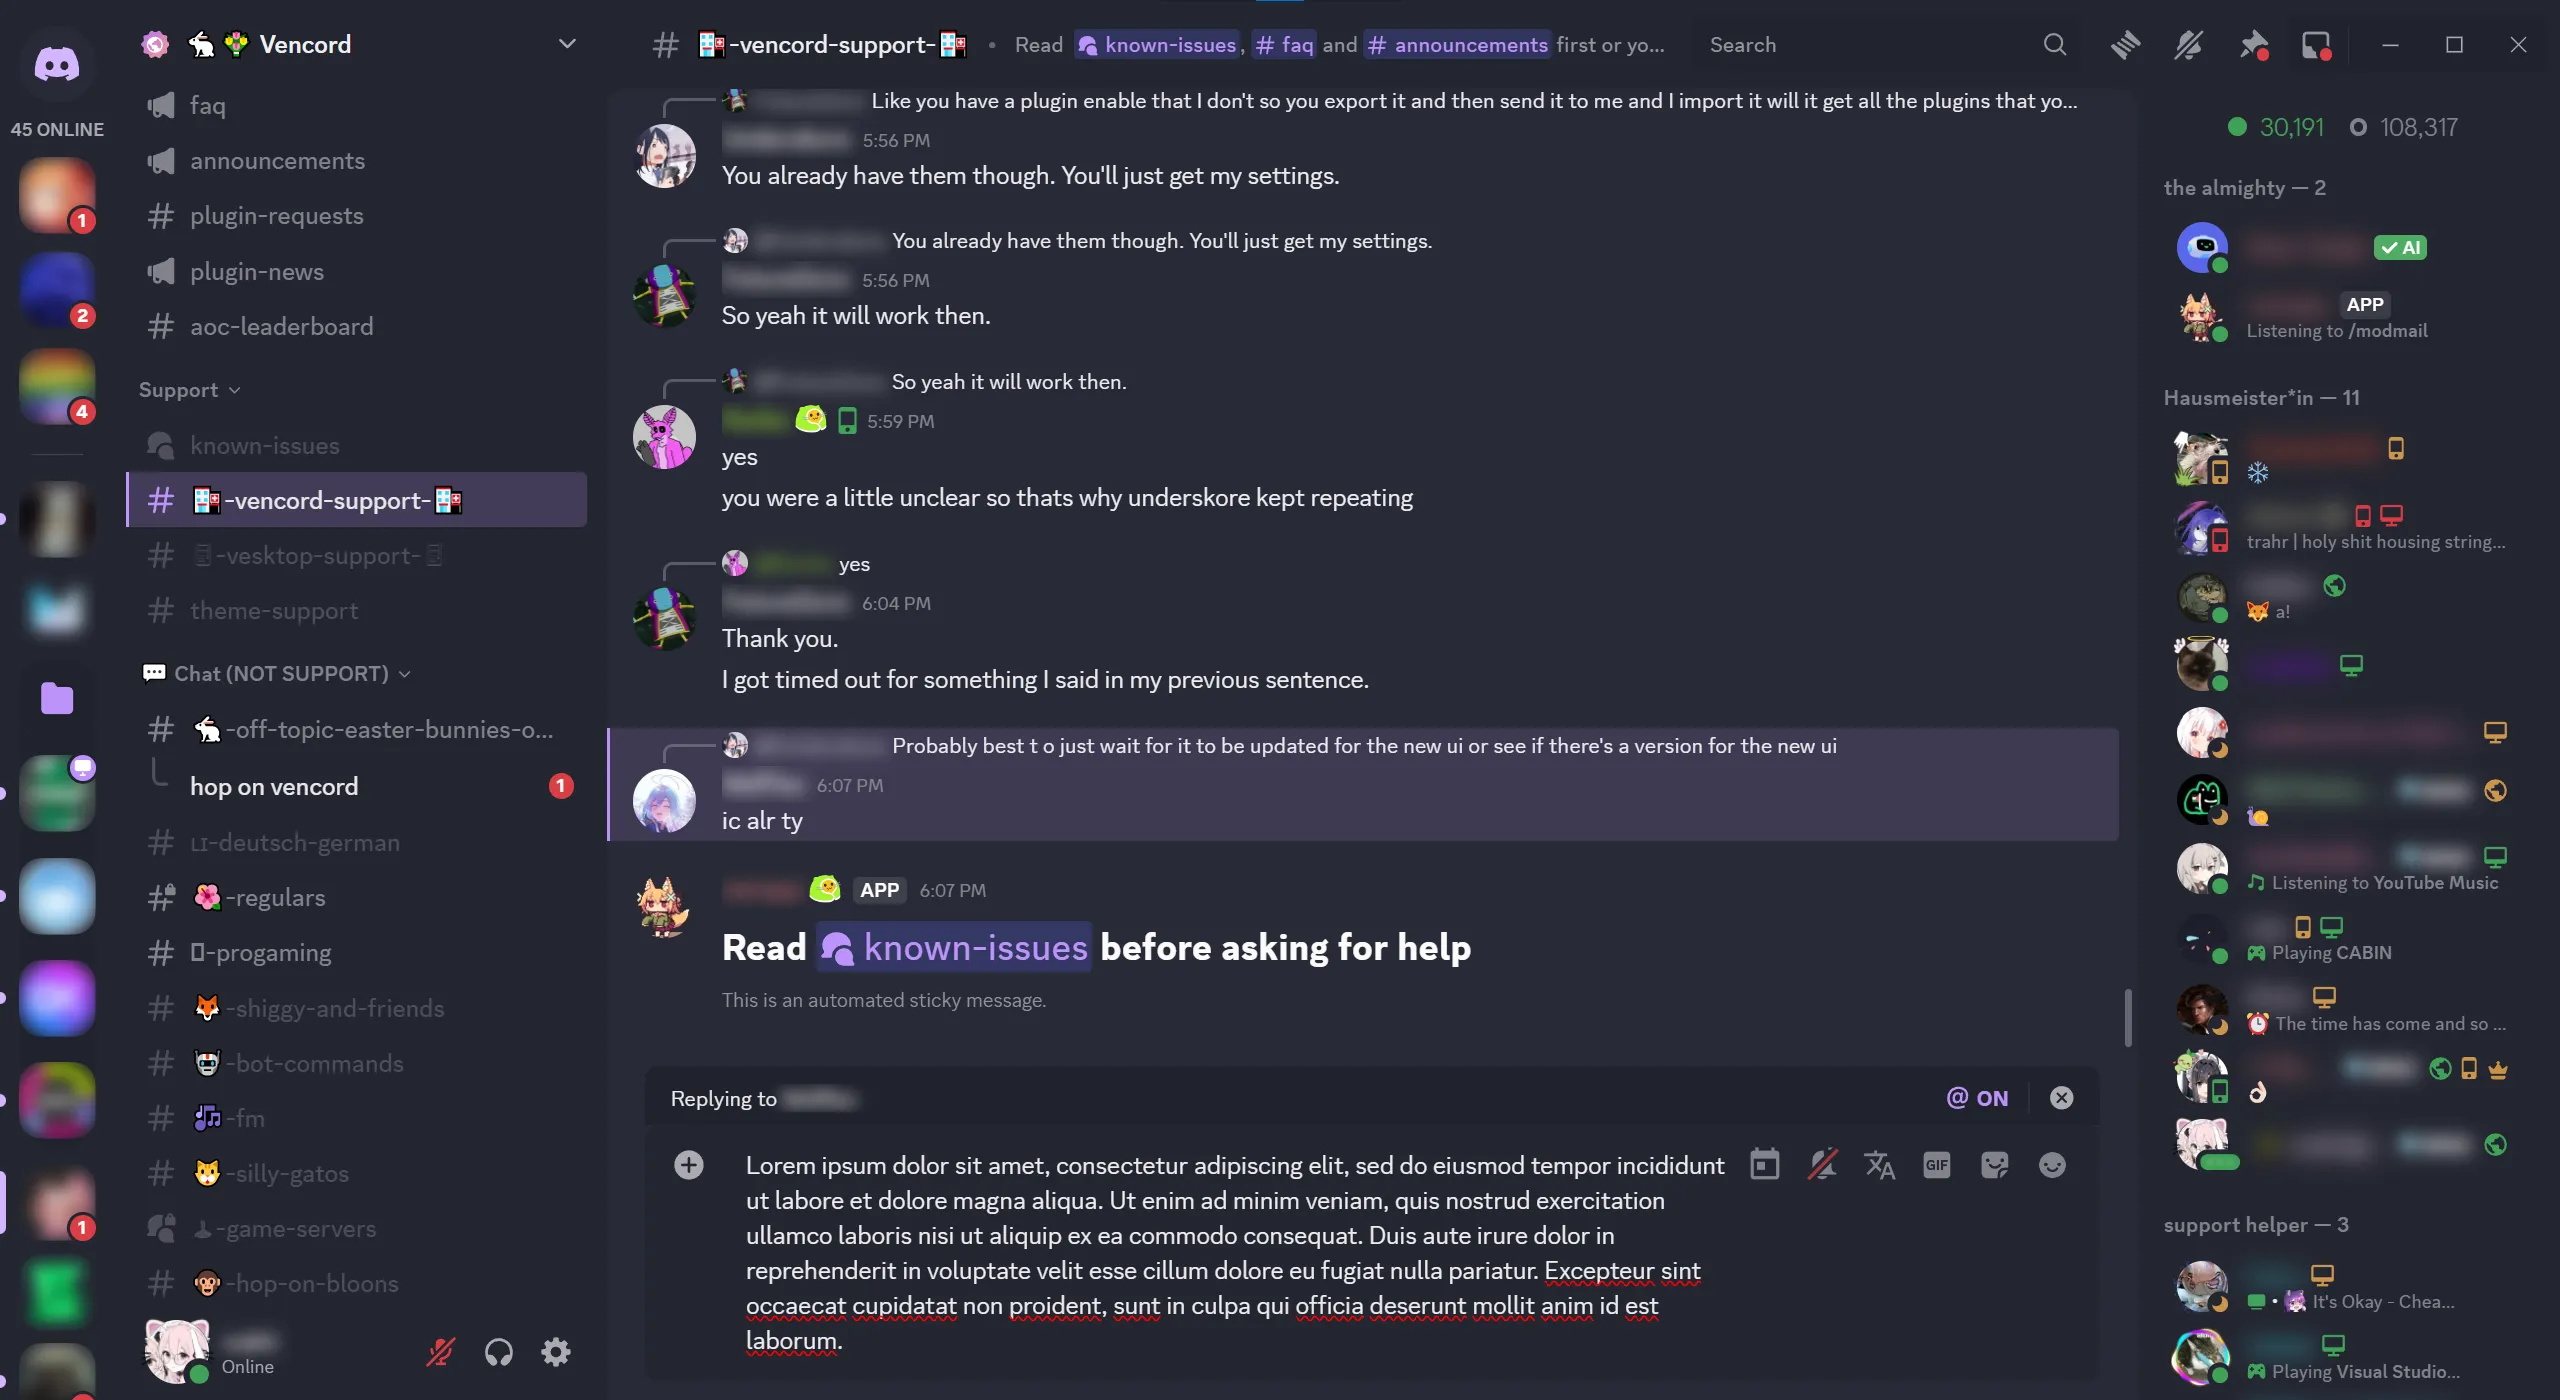 45 ONLINE
1
2
4
1
Vencord
faq
announcements
plugin-requests
plugin-news
aoc-leaderboard
Support
known-issues
-vencord-support-
-vesktop-support-
theme-support
Chat (NOT SUPPORT)
-off-topic-easter-bunnies-o...
hop on vencord
1
-deutsch-german
-regulars
-progaming
-shiggy-and-friends
-bot-commands
-fm
-silly-gatos
-game-servers
-hop-on-bloons
Online
-vencord-support- • Read known-issues, # faq and # announcements first or yo...
Search
Like you have a plugin enable that I don't so you export it and then send it to me and I import it will it get all the plugins that yo...
5:56 PM
You already have them though. You'll just get my settings.
You already have them though. You'll just get my settings.
5:56 PM
So yeah it will work then.
So yeah it will work then.
5:59 PM
yes
you were a little unclear so thats why underskore kept repeating
yes
6:04 PM
Thank you.
I got timed out for something I said in my previous sentence.
Probably best t o just wait for it to be updated for the new ui or see if there's a version for the new ui
6:07 PM
ic alr ty
APP 6:07 PM
Read known-issues before asking for help
This is an automated sticky message.
Replying to
@ ON
Lorem ipsum dolor sit amet, consectetur adipiscing elit, sed do eiusmod tempor incididunt
ut labore et dolore magna aliqua. Ut enim ad minim veniam, quis nostrud exercitation
ullamco laboris nisi ut aliquip ex ea commodo consequat. Duis aute irure dolor in
reprehenderit in voluptate velit esse cillum dolore eu fugiat nulla pariatur. Excepteur sint
occaecat cupidatat non proident, sunt in culpa qui officia deserunt mollit anim id est
laborum.
GIF
30,191 108,317
the almighty — 2
AI
APP
Listening to /modmail
Hausmeister*in — 11
trahr | holy shit housing string...
a!
Listening to YouTube Music
Playing CABIN
The time has come and so ...
support helper — 3
It's Okay - Chea...
Playing Visual Studio...